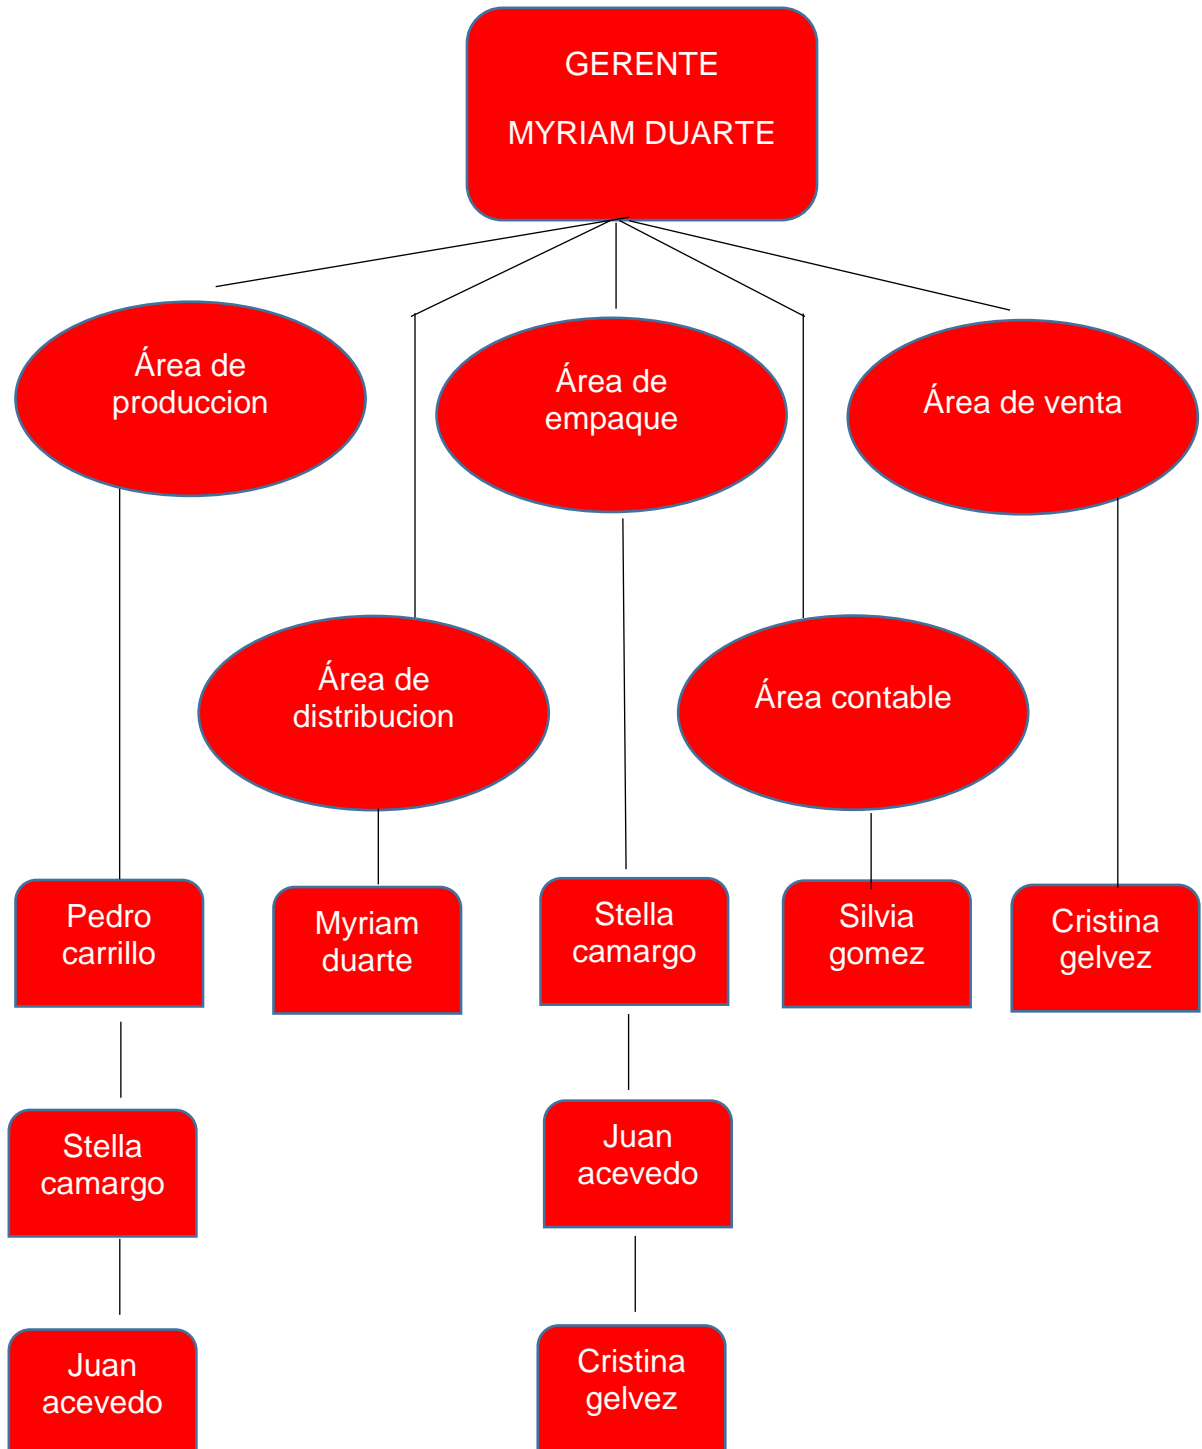 GERENTE
MYRIAM DUARTE
Área de
produccion
Área de
empaque
Área de venta
Área de
distribucion
Área contable
Pedro
carrillo
Myriam
duarte
Stella
camargo
Silvia
gomez
Cristina
gelvez
Stella
camargo
Juan
acevedo
Juan
acevedo
Cristina
gelvez